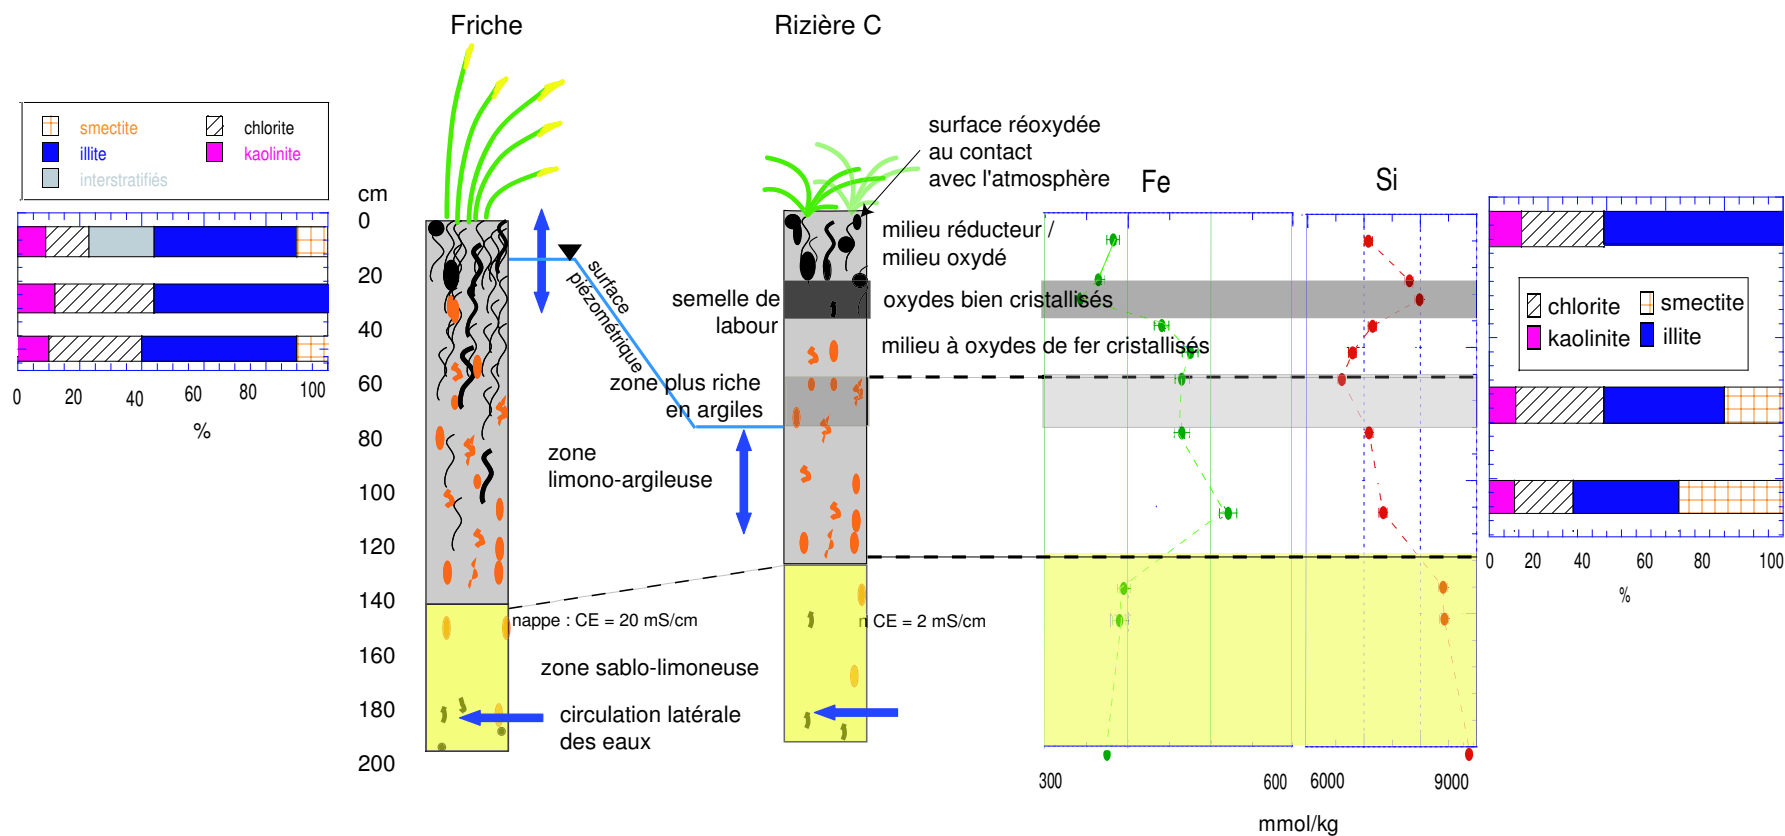 Friche
Rizière C
smectite
chlorite
illite
kaolinite
interstratifiés
0 20 40 60 80 100
%
cm
0
20
40
60
80
100
120
140
160
180
200
surface
piézométrique
surface réoxydée
au contact
avec l'atmosphère
milieu réducteur /
milieu oxydé
semelle de
labour
oxydes bien cristallisés
milieu à oxydes de fer cristallisés
zone plus riche
en argiles
zone
limono-argileuse
nappe : CE = 20 mS/cm
n CE = 2 mS/cm
zone sablo-limoneuse
circulation latérale
des eaux
Fe
Si
300 600
6000 9000
mmol/kg
chlorite
smectite
kaolinite
illite
0 20 40 60 80 100
%